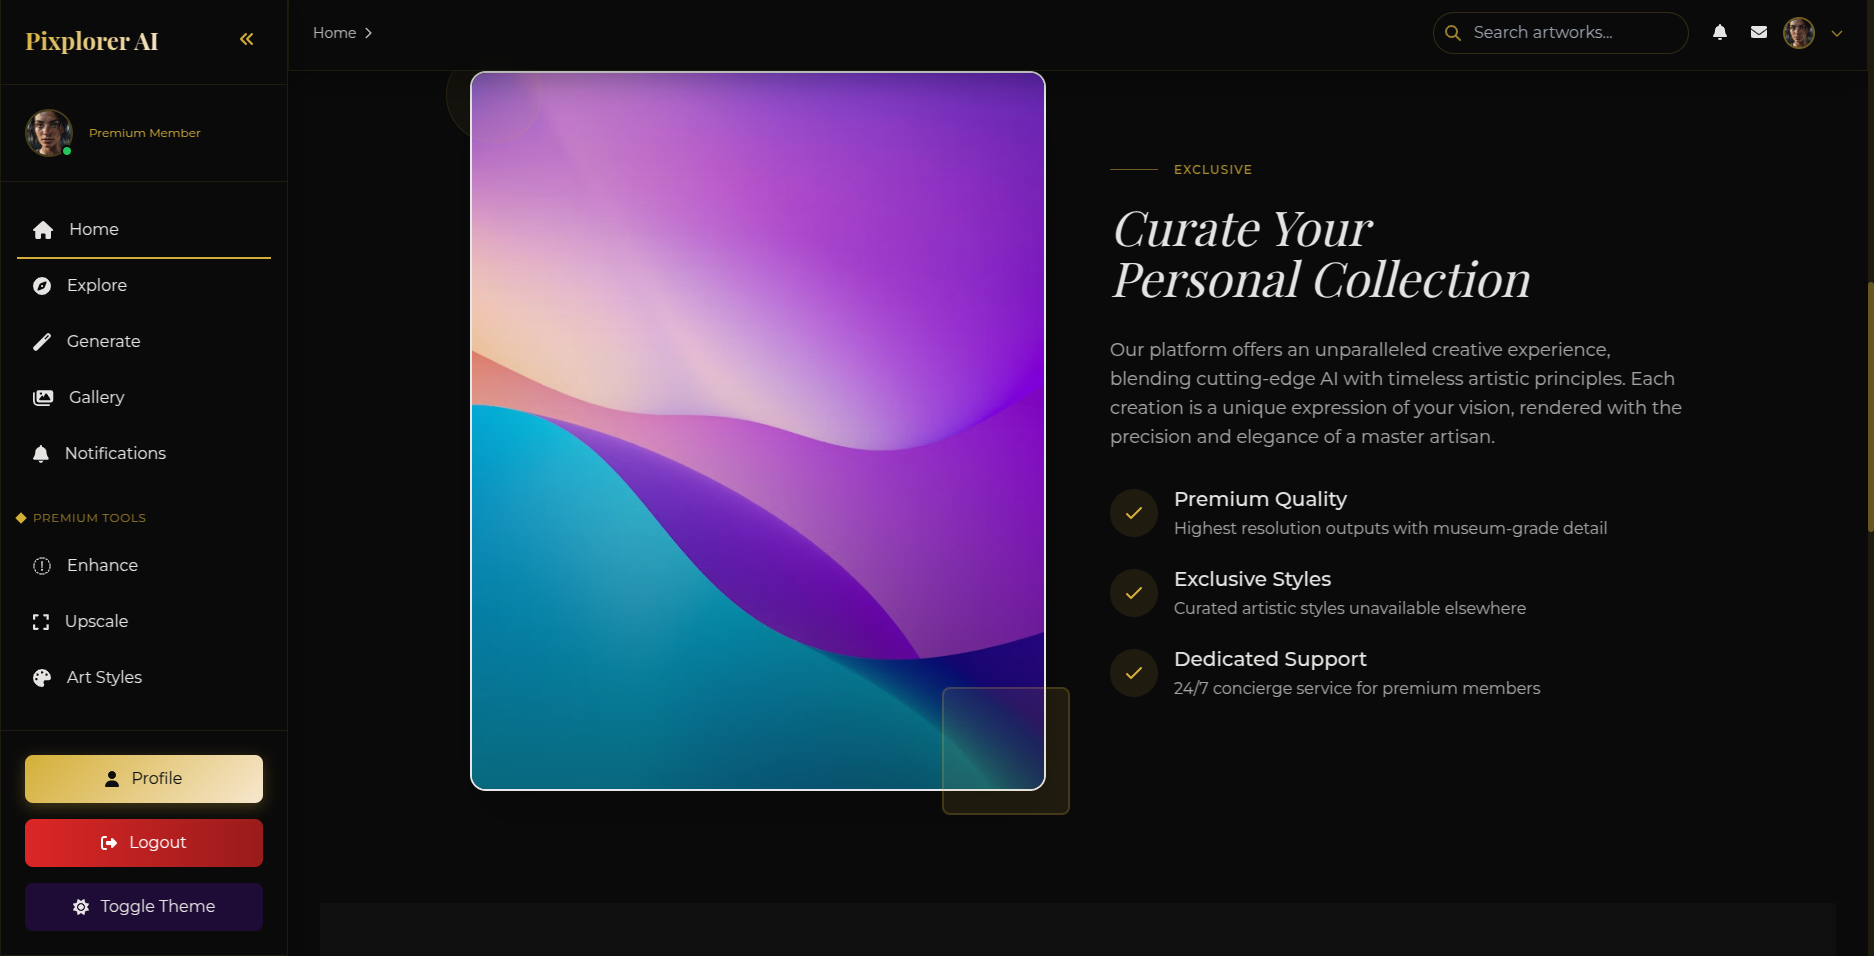 Pixplorer AI
Premium Member
Home
Explore
Generate
Gallery
Notifications
PREMIUM TOOLS
Enhance
Upscale
Art Styles
Profile
Logout
Toggle Theme
Home
Search artworks...
EXCLUSIVE
Curate Your
Personal Collection
Our platform offers an unparalleled creative experience,
blending cutting-edge AI with timeless artistic principles. Each
creation is a unique expression of your vision, rendered with the
precision and elegance of a master artisan.
Premium Quality
Highest resolution outputs with museum-grade detail
Exclusive Styles
Curated artistic styles unavailable elsewhere
Dedicated Support
24/7 concierge service for premium members